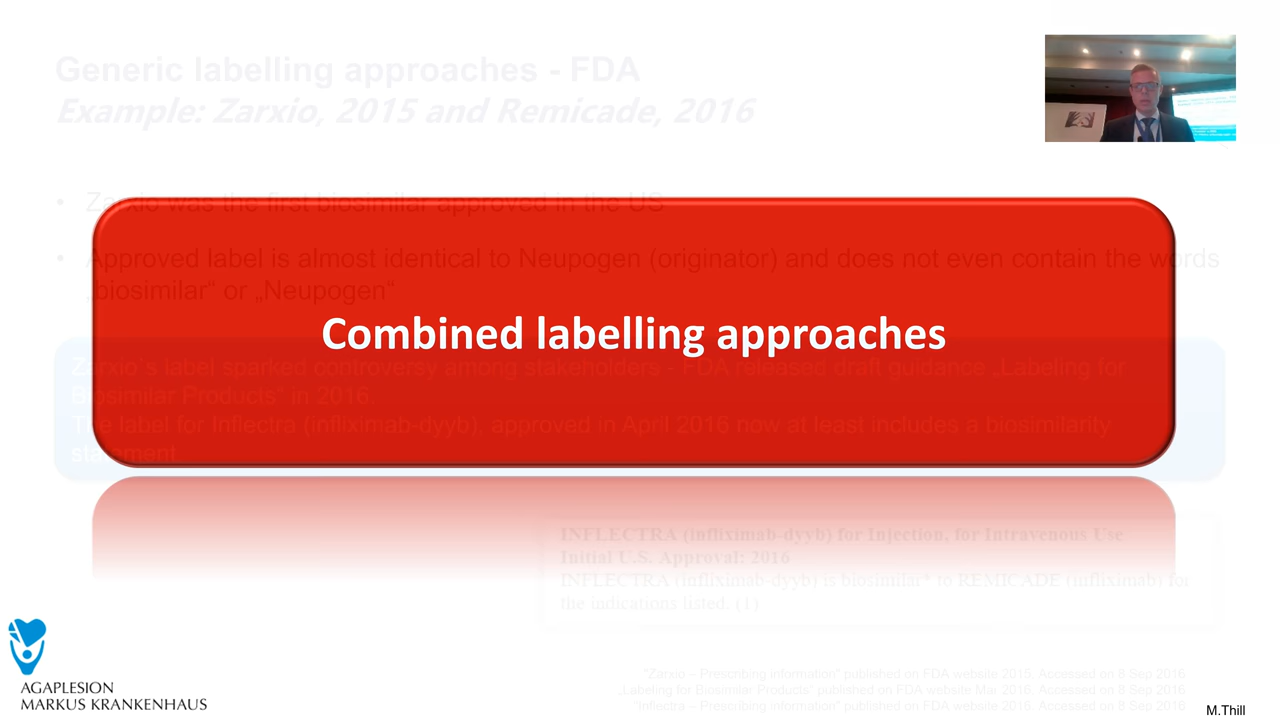 Generic labelling approaches - FDA
Example: Zarxio, 2015 and Remicade, 2016
• Zarxio was the first biosimilar approved in the US
• Approved label is almost identical to Neupogen (originator) and does not even contain the words
„biosimilar“ or „Neupogen“
Combined labelling approaches
Zarxio's label sparked controversy among stakeholders - FDA released draft guidance „Labeling for
Biosimilar Products“ in 2016.
The label for Inflectra (infliximab-dyyb), approved in April 2016 now at least includes a biosimilarity
statement
INFLECTRA (infliximab-dyyb) for Injection, for Intravenous Use
Initial U.S. Approval: 2016
INFLECTRA (infliximab-dyyb) is biosimilar* to REMICADE (infliximab) for
the indications listed. (1)
"Zarxio – Prescribing information" published on FDA website 2015. Accessed on 8 Sep 2016
„Labeling for Biosimilar Products" published on FDA website Mar 2016. Accessed on 8 Sep 2016
"Inflectra – Prescribing information" published on FDA website 2016. Accessed on 8 Sep 2016
AGAPLESION
MARKUS KRANKENHAUS
M.Thill